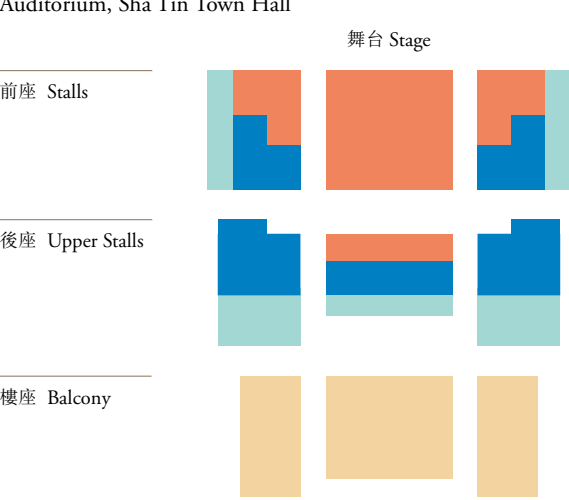 Auditorium, Sha Tin Town Hall
舞台 Stage
前座 Stalls
後座 Upper Stalls
樓座 Balcony